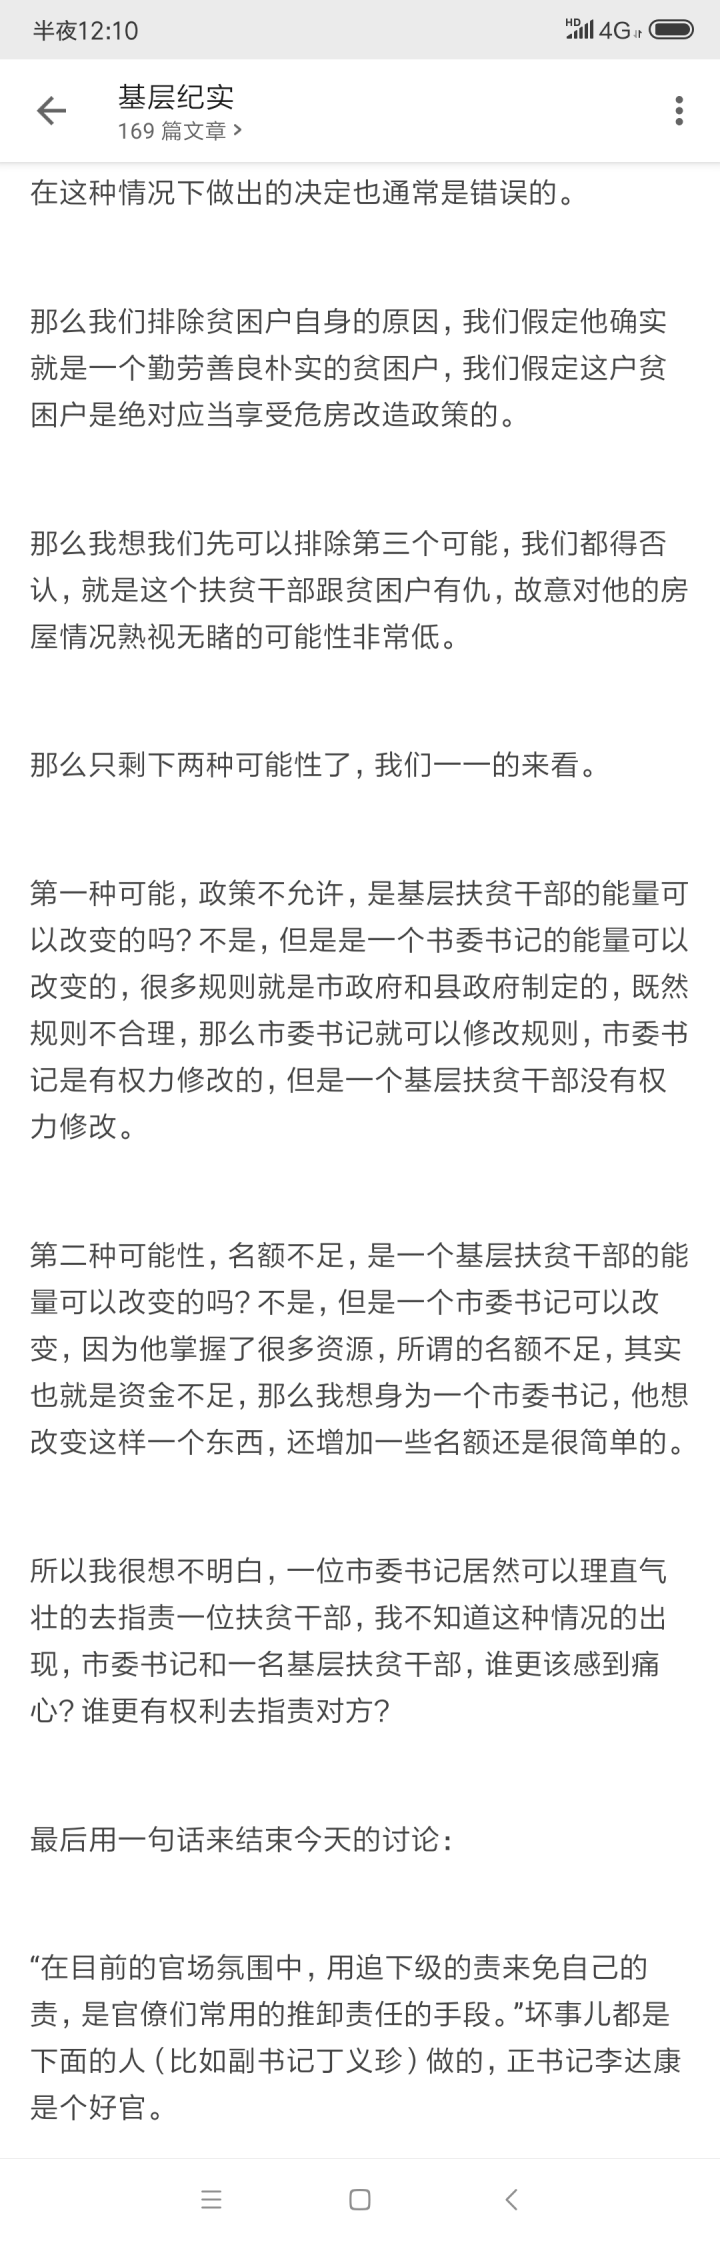 半夜12:10
HD 4G
基层纪实
169 篇文章
在这种情况下做出的决定也通常是错误的。
那么我们排除贫困户自身的原因，我们假定他确实
就是一个勤劳善良朴实的贫困户，我们假定这户贫
困户是绝对应当享受危房改造政策的。
那么我想我们先可以排除第三个可能，我们都得否
认，就是这个扶贫干部跟贫困户有仇，故意对他的房
屋情况熟视无睹的可能性非常低。
那么只剩下两种可能性了，我们一一的来看。
第一种可能，政策不允许，是基层扶贫干部的能量可
以改变的吗？不是，但是是一个书委书记的能量可以
改变的，很多规则就是市政府和县政府制定的，既然
规则不合理，那么市委书记就可以修改规则，市委书
记是有权力修改的，但是一个基层扶贫干部没有权
力修改。
第二种可能性，名额不足，是一个基层扶贫干部的能
量可以改变的吗？不是，但是一个市委书记可以改
变，因为他掌握了很多资源，所谓的名额不足，其实
也就是资金不足，那么我想身为一个市委书记，他想
改变这样一个东西，还增加一些名额还是很简单的。
所以我很想不明白，一位市委书记居然可以理直气
壮的去指责一位扶贫干部，我不知道这种情况的出
现，市委书记和一名基层扶贫干部，谁更该感到痛
心？谁更有权利去指责对方？
最后用一句话来结束今天的讨论：
“在目前的官场氛围中，用追下级的责来免自己的
责，是官僚们常用的推卸责任的手段。”坏事儿都是
下面的人（比如副书记丁义珍）做的，正书记李达康
是个好官。